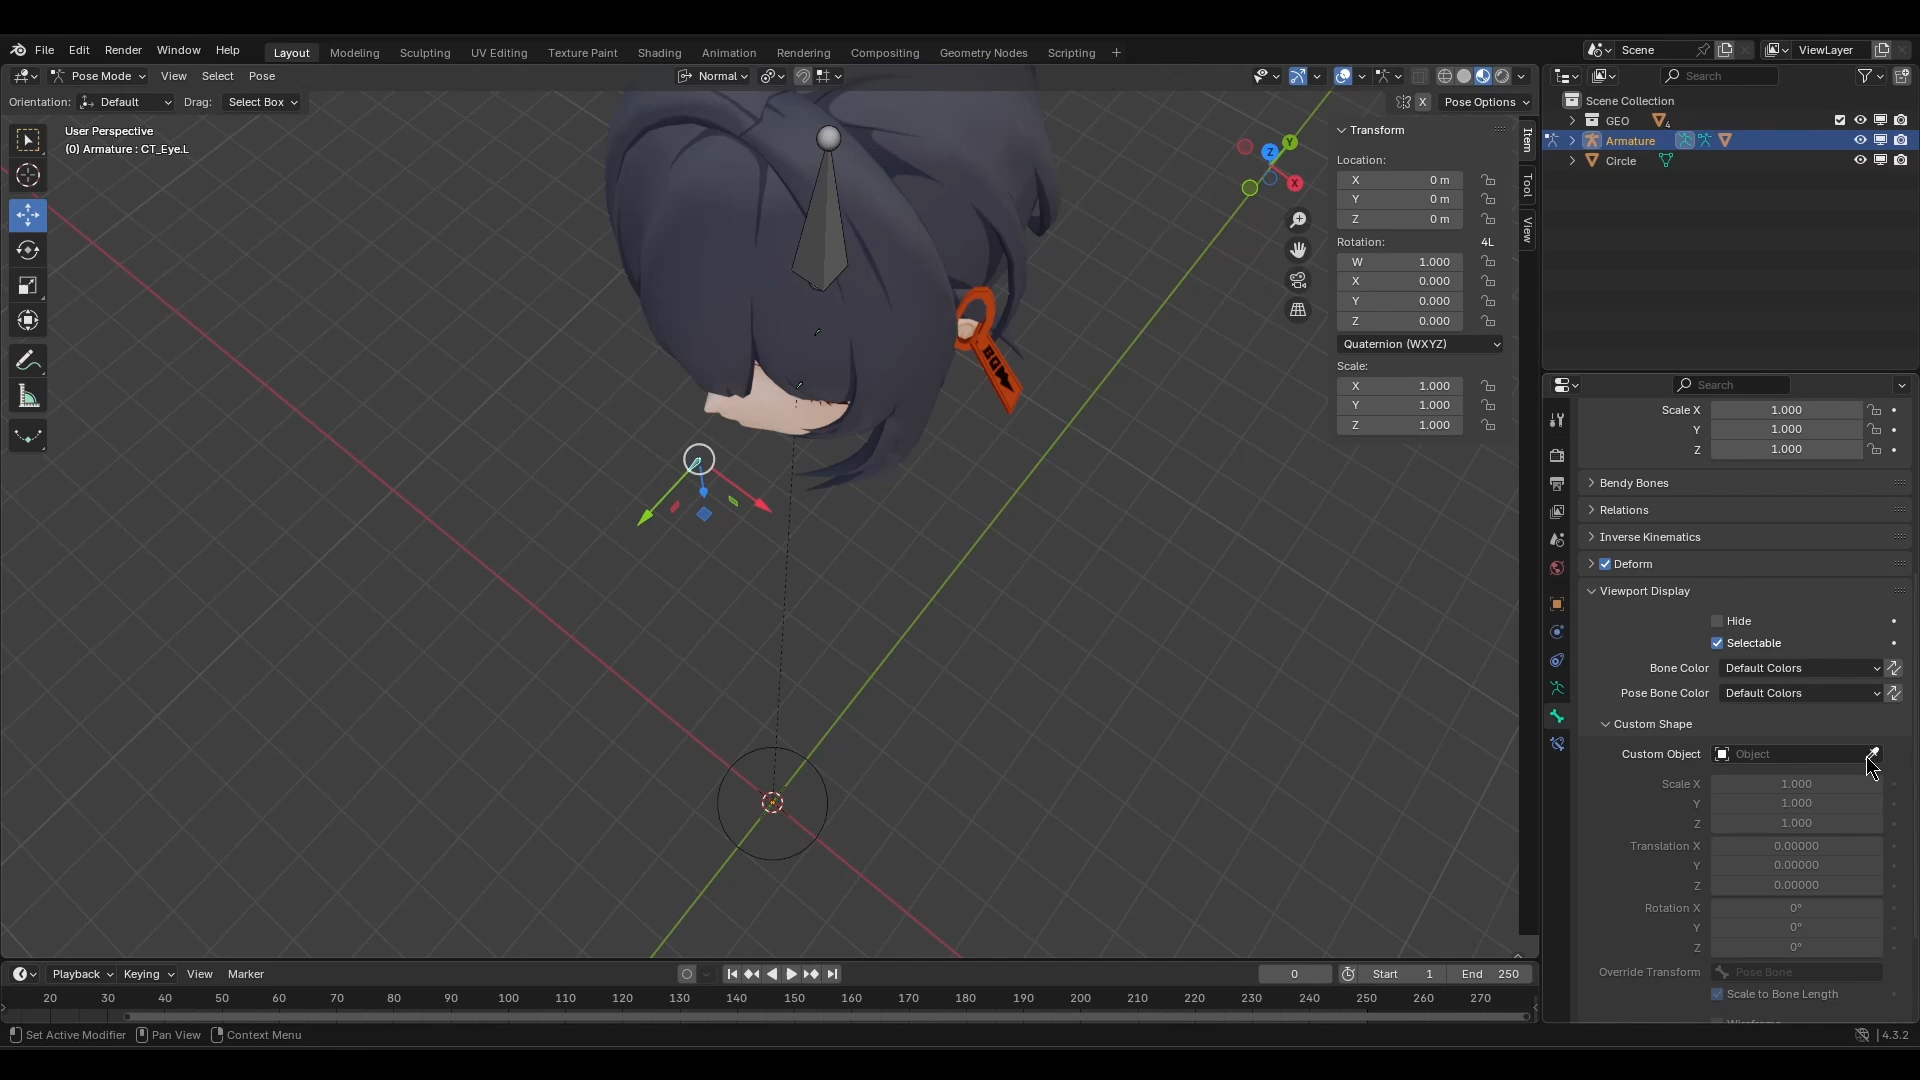 File Edit Render Window Help
Layout Modeling Sculpting UV Editing Texture Paint Shading Animation Rendering Compositing Geometry Nodes Scripting +
Scene
ViewLayer
Pose Mode View Select Pose
Normal
Orientation: Default Drag: Select Box
X Pose Options
User Perspective
(0) Armature : CT_Eye.L
Z
Y
X
BOW
Item
Tool
View
Transform
Location:
X 0 m
Y 0 m
Z 0 m
Rotation: 4L
W 1.000
X 0.000
Y 0.000
Z 0.000
Quaternion (WXYZ)
Scale:
X 1.000
Y 1.000
Z 1.000
Search
Scene Collection
GEO 4
Armature
Circle
Search
Scale X 1.000
Y 1.000
Z 1.000
Bendy Bones
Relations
Inverse Kinematics
Deform
Viewport Display
Hide
Selectable
Bone Color Default Colors
Pose Bone Color Default Colors
Custom Shape
Custom Object Object
Scale X 1.000
Y 1.000
Z 1.000
Translation X 0.00000
Y 0.00000
Z 0.00000
Rotation X 0°
Y 0°
Z 0°
Override Transform Pose Bone
Scale to Bone Length
Wireframe
Playback Keying View Marker
0 Start 1 End 250
20 30 40 50 60 70 80 90 100 110 120 130 140 150 160 170 180 190 200 210 220 230 240 250 260 270
Set Active Modifier Pan View Context Menu
4.3.2